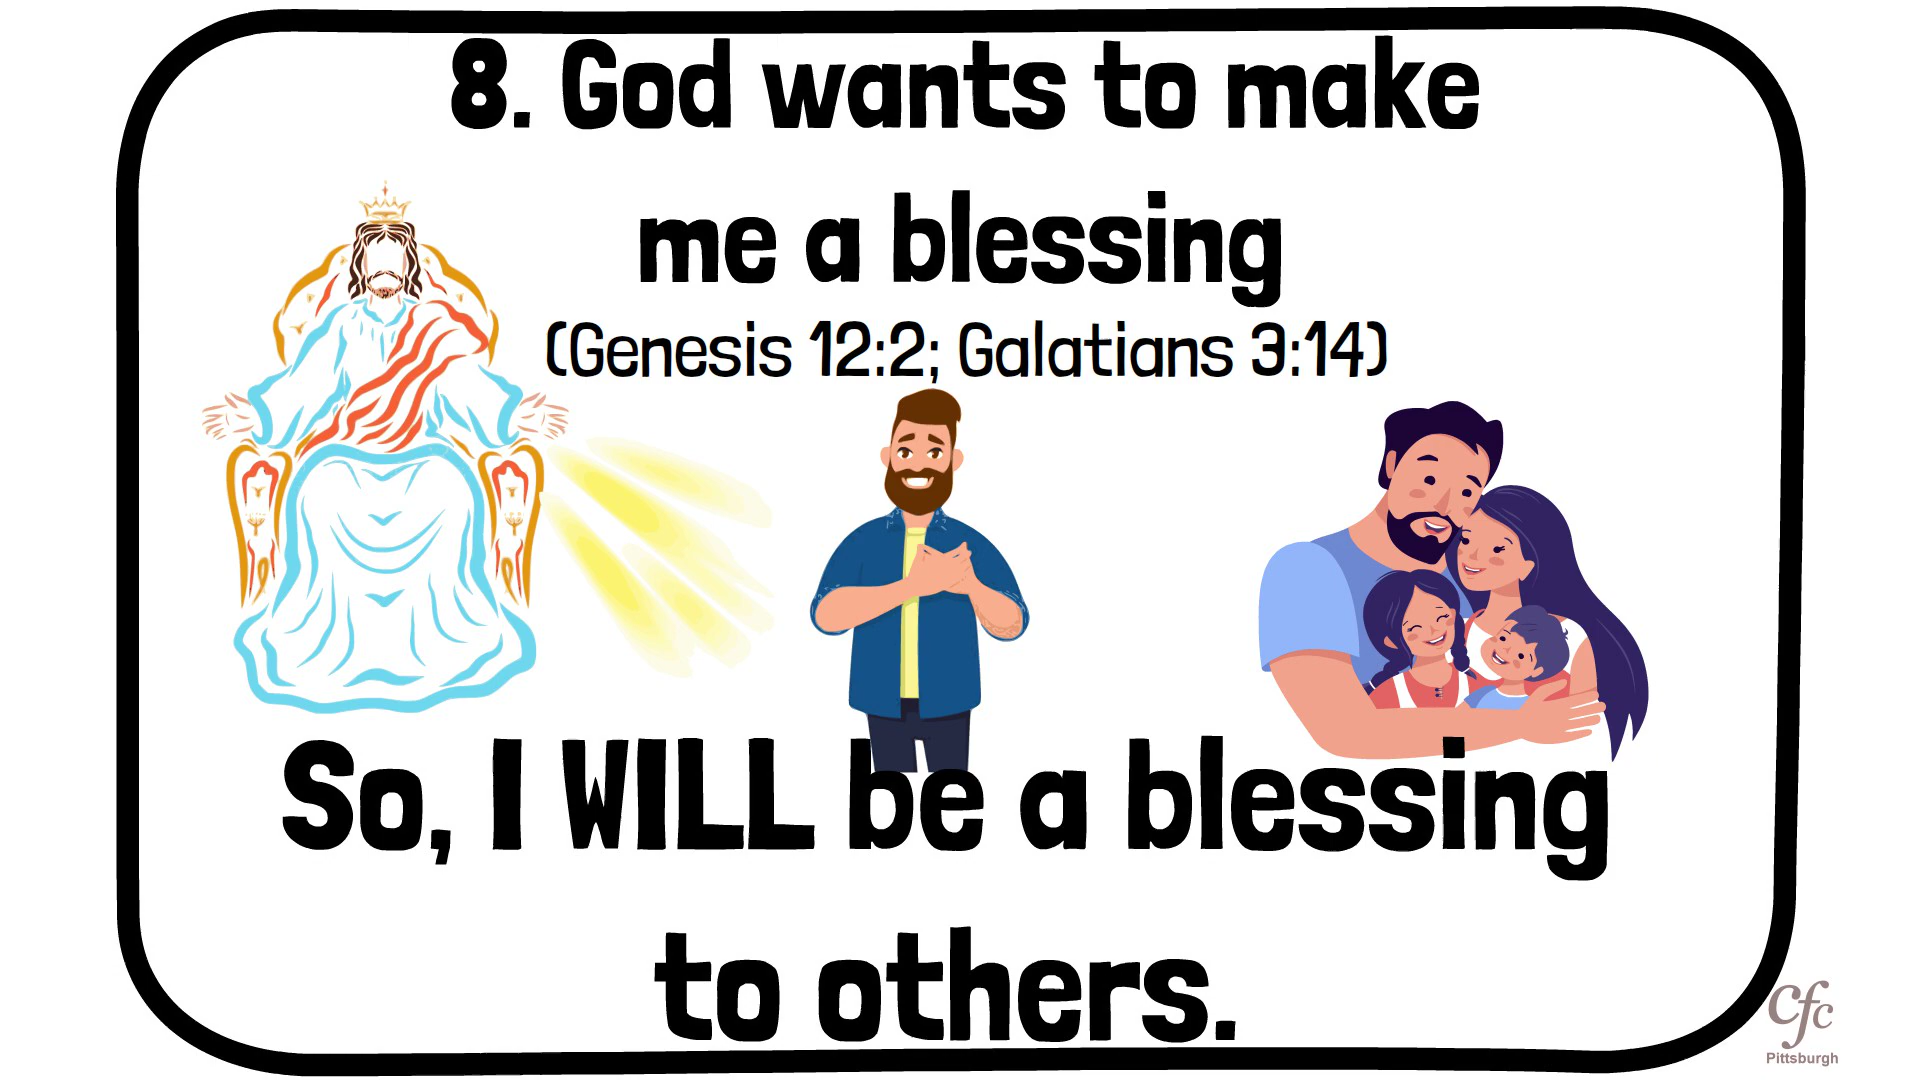 8. God wants to make
me a blessing
(Genesis 12:2; Galatians 3:14)
So, I WILL be a blessing
to others.
cfc
Pittsburgh